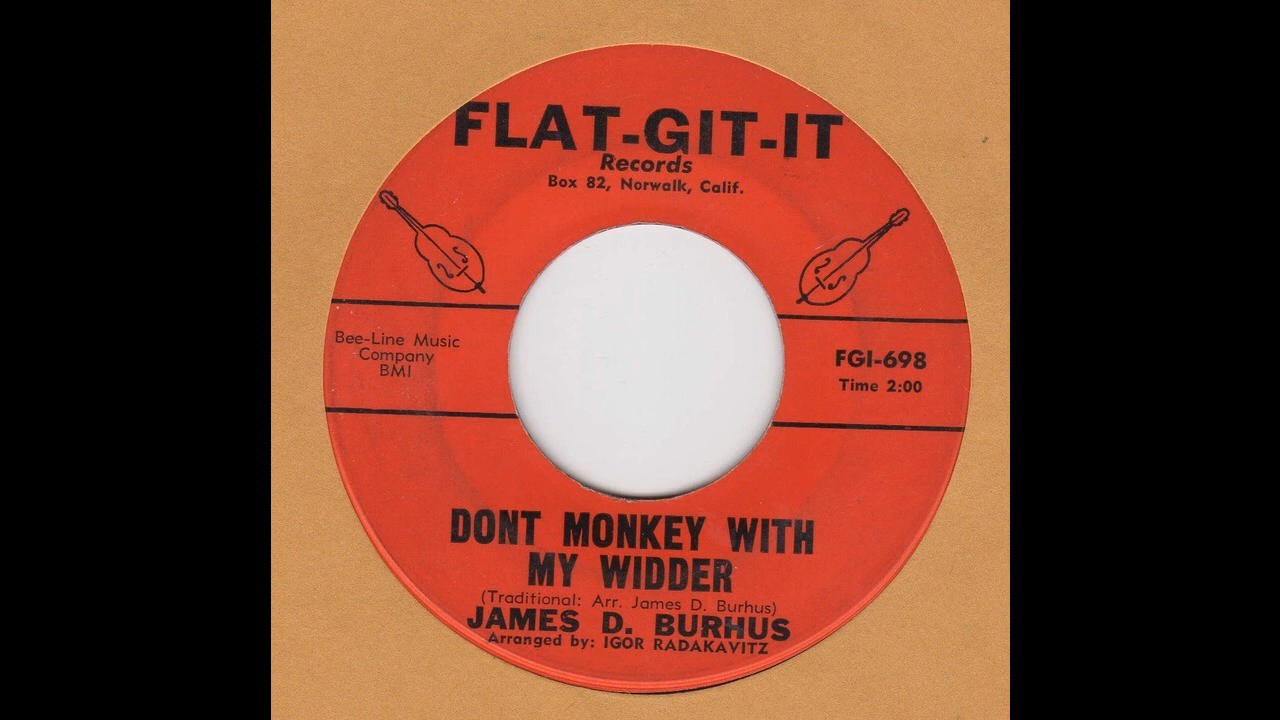 FLAT-GIT-IT
Records
Box 82, Norwalk, Calif.
Bee-Line Music
Company
BMI
FGI-698
Time 2:00
DONT MONKEY WITH
MY WIDDER
(Traditional: Arr. James D. Burhus)
JAMES D. BURHUS
Arranged by: IGOR RADAKAVITZ